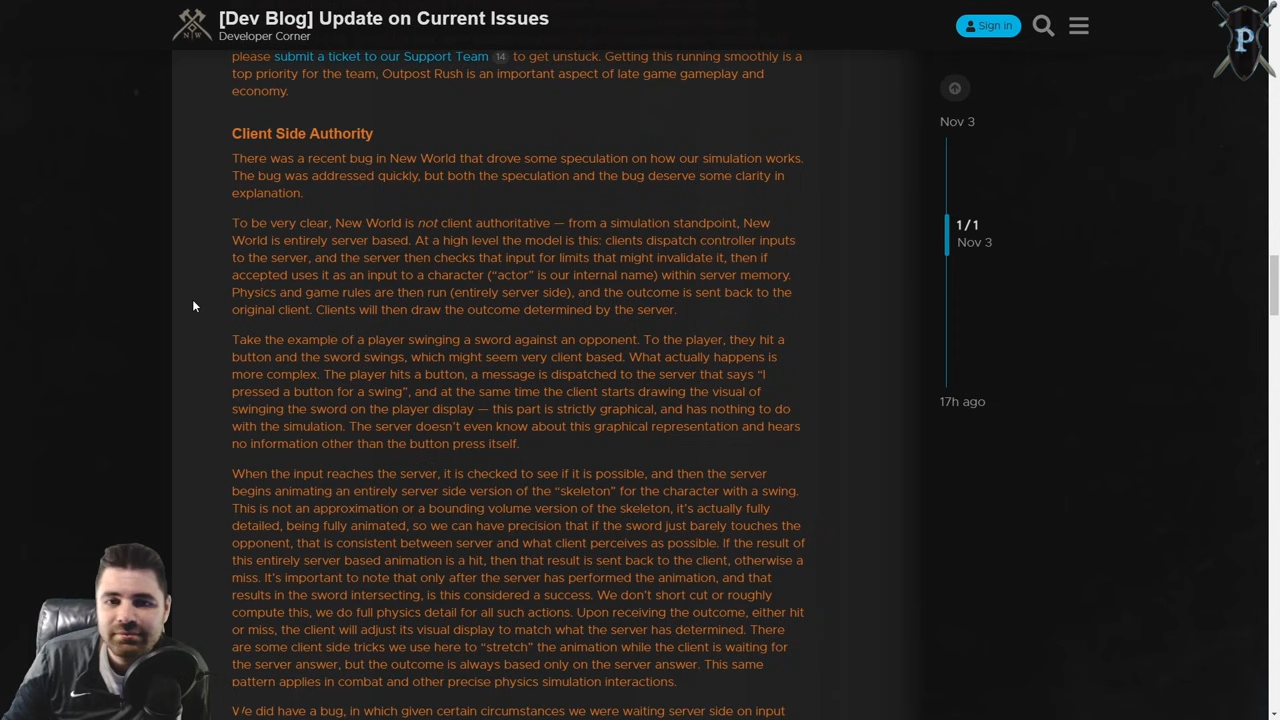 [Dev Blog] Update on Current Issues
Developer Corner
N W
Sign in
P
please submit a ticket to our Support Team 14 to get unstuck. Getting this running smoothly is a
top priority for the team, Outpost Rush is an important aspect of late game gameplay and
economy.
Client Side Authority
There was a recent bug in New World that drove some speculation on how our simulation works.
The bug was addressed quickly, but both the speculation and the bug deserve some clarity in
explanation.
To be very clear, New World is not client authoritative — from a simulation standpoint, New
World is entirely server based. At a high level the model is this: clients dispatch controller inputs
to the server, and the server then checks that input for limits that might invalidate it, then if
accepted uses it as an input to a character (“actor” is our internal name) within server memory.
Physics and game rules are then run (entirely server side), and the outcome is sent back to the
original client. Clients will then draw the outcome determined by the server.
Take the example of a player swinging a sword against an opponent. To the player, they hit a
button and the sword swings, which might seem very client based. What actually happens is
more complex. The player hits a button, a message is dispatched to the server that says “I
pressed a button for a swing”, and at the same time the client starts drawing the visual of
swinging the sword on the player display — this part is strictly graphical, and has nothing to do
with the simulation. The server doesn’t even know about this graphical representation and hears
no information other than the button press itself.
When the input reaches the server, it is checked to see if it is possible, and then the server
begins animating an entirely server side version of the “skeleton” for the character with a swing.
This is not an approximation or a bounding volume version of the skeleton, it’s actually fully
detailed, being fully animated, so we can have precision that if the sword just barely touches the
opponent, that is consistent between server and what client perceives as possible. If the result of
this entirely server based animation is a hit, then that result is sent back to the client, otherwise a
miss. It’s important to note that only after the server has performed the animation, and that
results in the sword intersecting, is this considered a success. We don’t short cut or roughly
compute this, we do full physics detail for all such actions. Upon receiving the outcome, either hit
or miss, the client will adjust its visual display to match what the server has determined. There
are some client side tricks we use here to “stretch” the animation while the client is waiting for
the server answer, but the outcome is always based only on the server answer. This same
pattern applies in combat and other precise physics simulation interactions.
We did have a bug, in which given certain circumstances we were waiting server side on input
Nov 3
1/1
Nov 3
17h ago